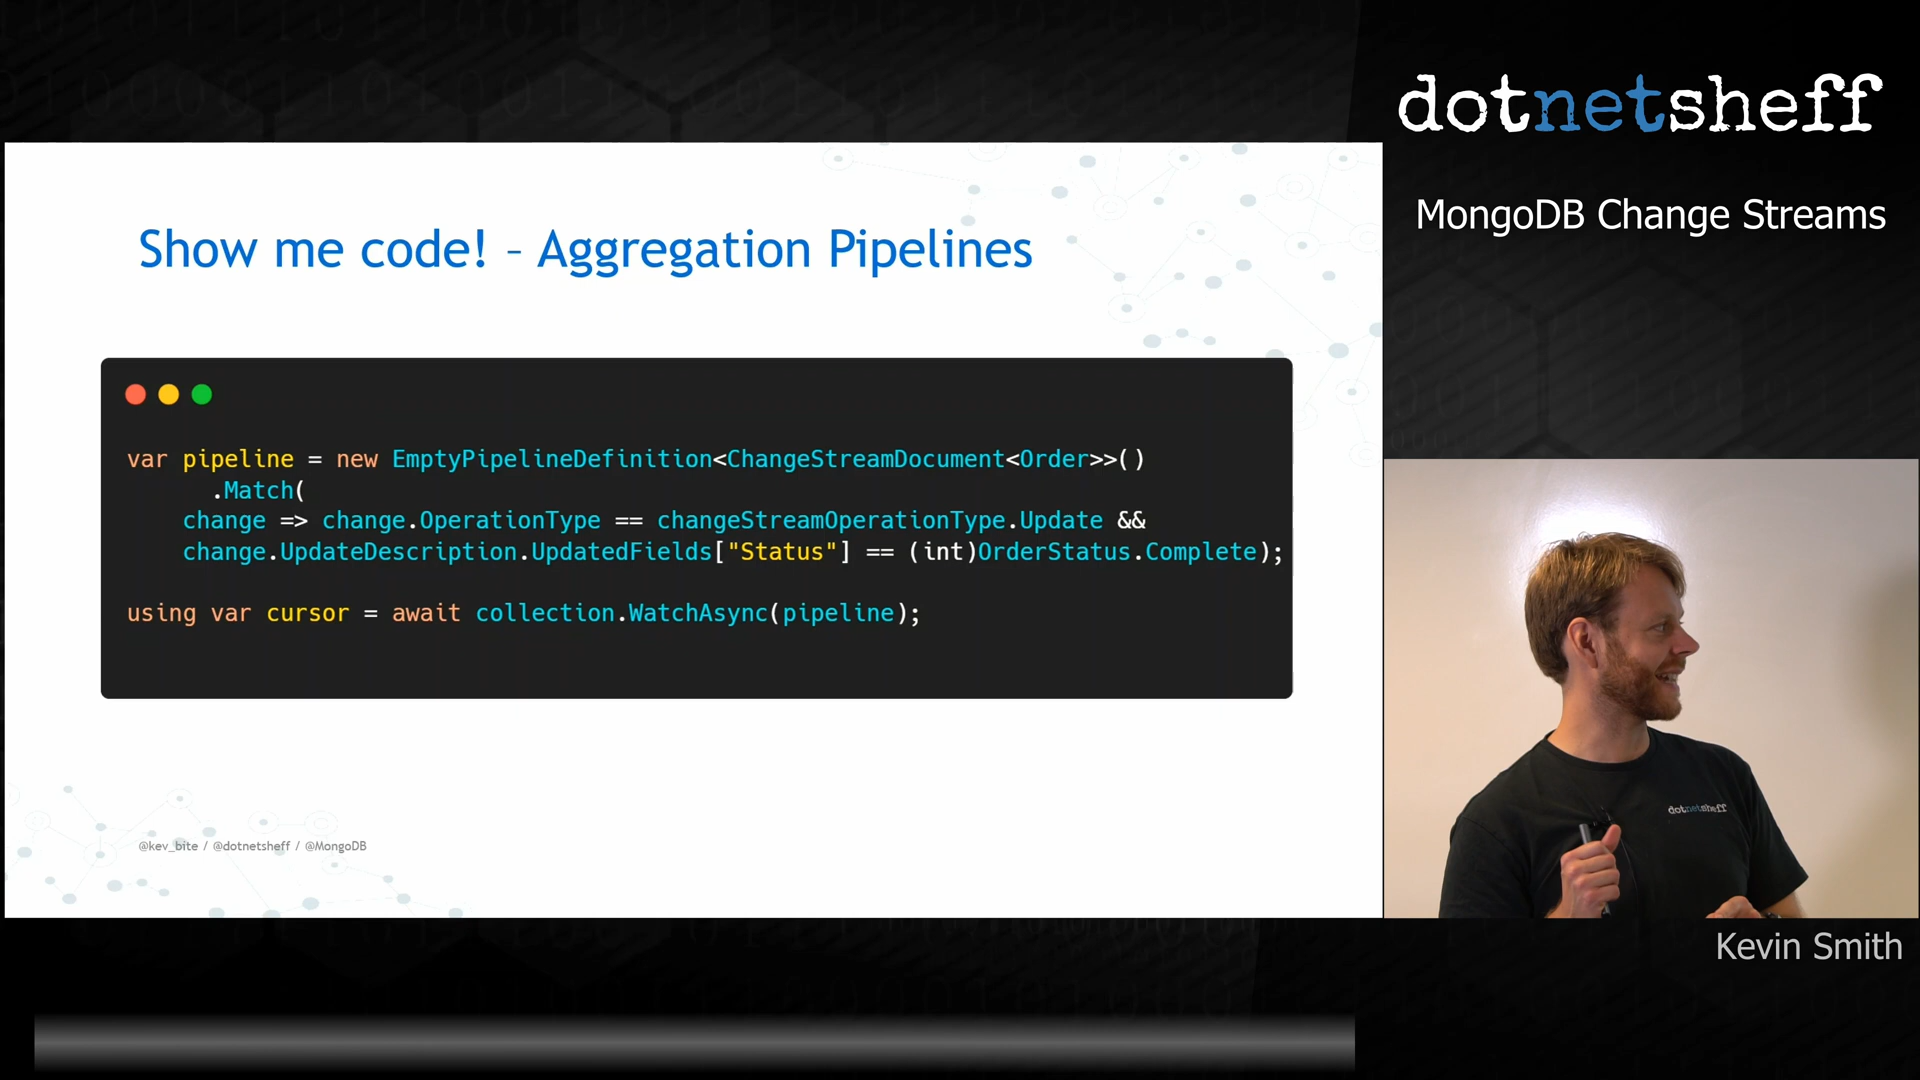 dotnetsheff
MongoDB Change Streams
Show me code! – Aggregation Pipelines
var pipeline = new EmptyPipelineDefinition<ChangeStreamDocument<Order>>()
.Match(
change => change.OperationType == changeStreamOperationType.Update &&
change.UpdateDescription.UpdatedFields["Status"] == (int)OrderStatus.Complete);
using var cursor = await collection.WatchAsync(pipeline);
@kev_bite / @dotnetsheff / @MongoDB
dotnetsheff
Kevin Smith